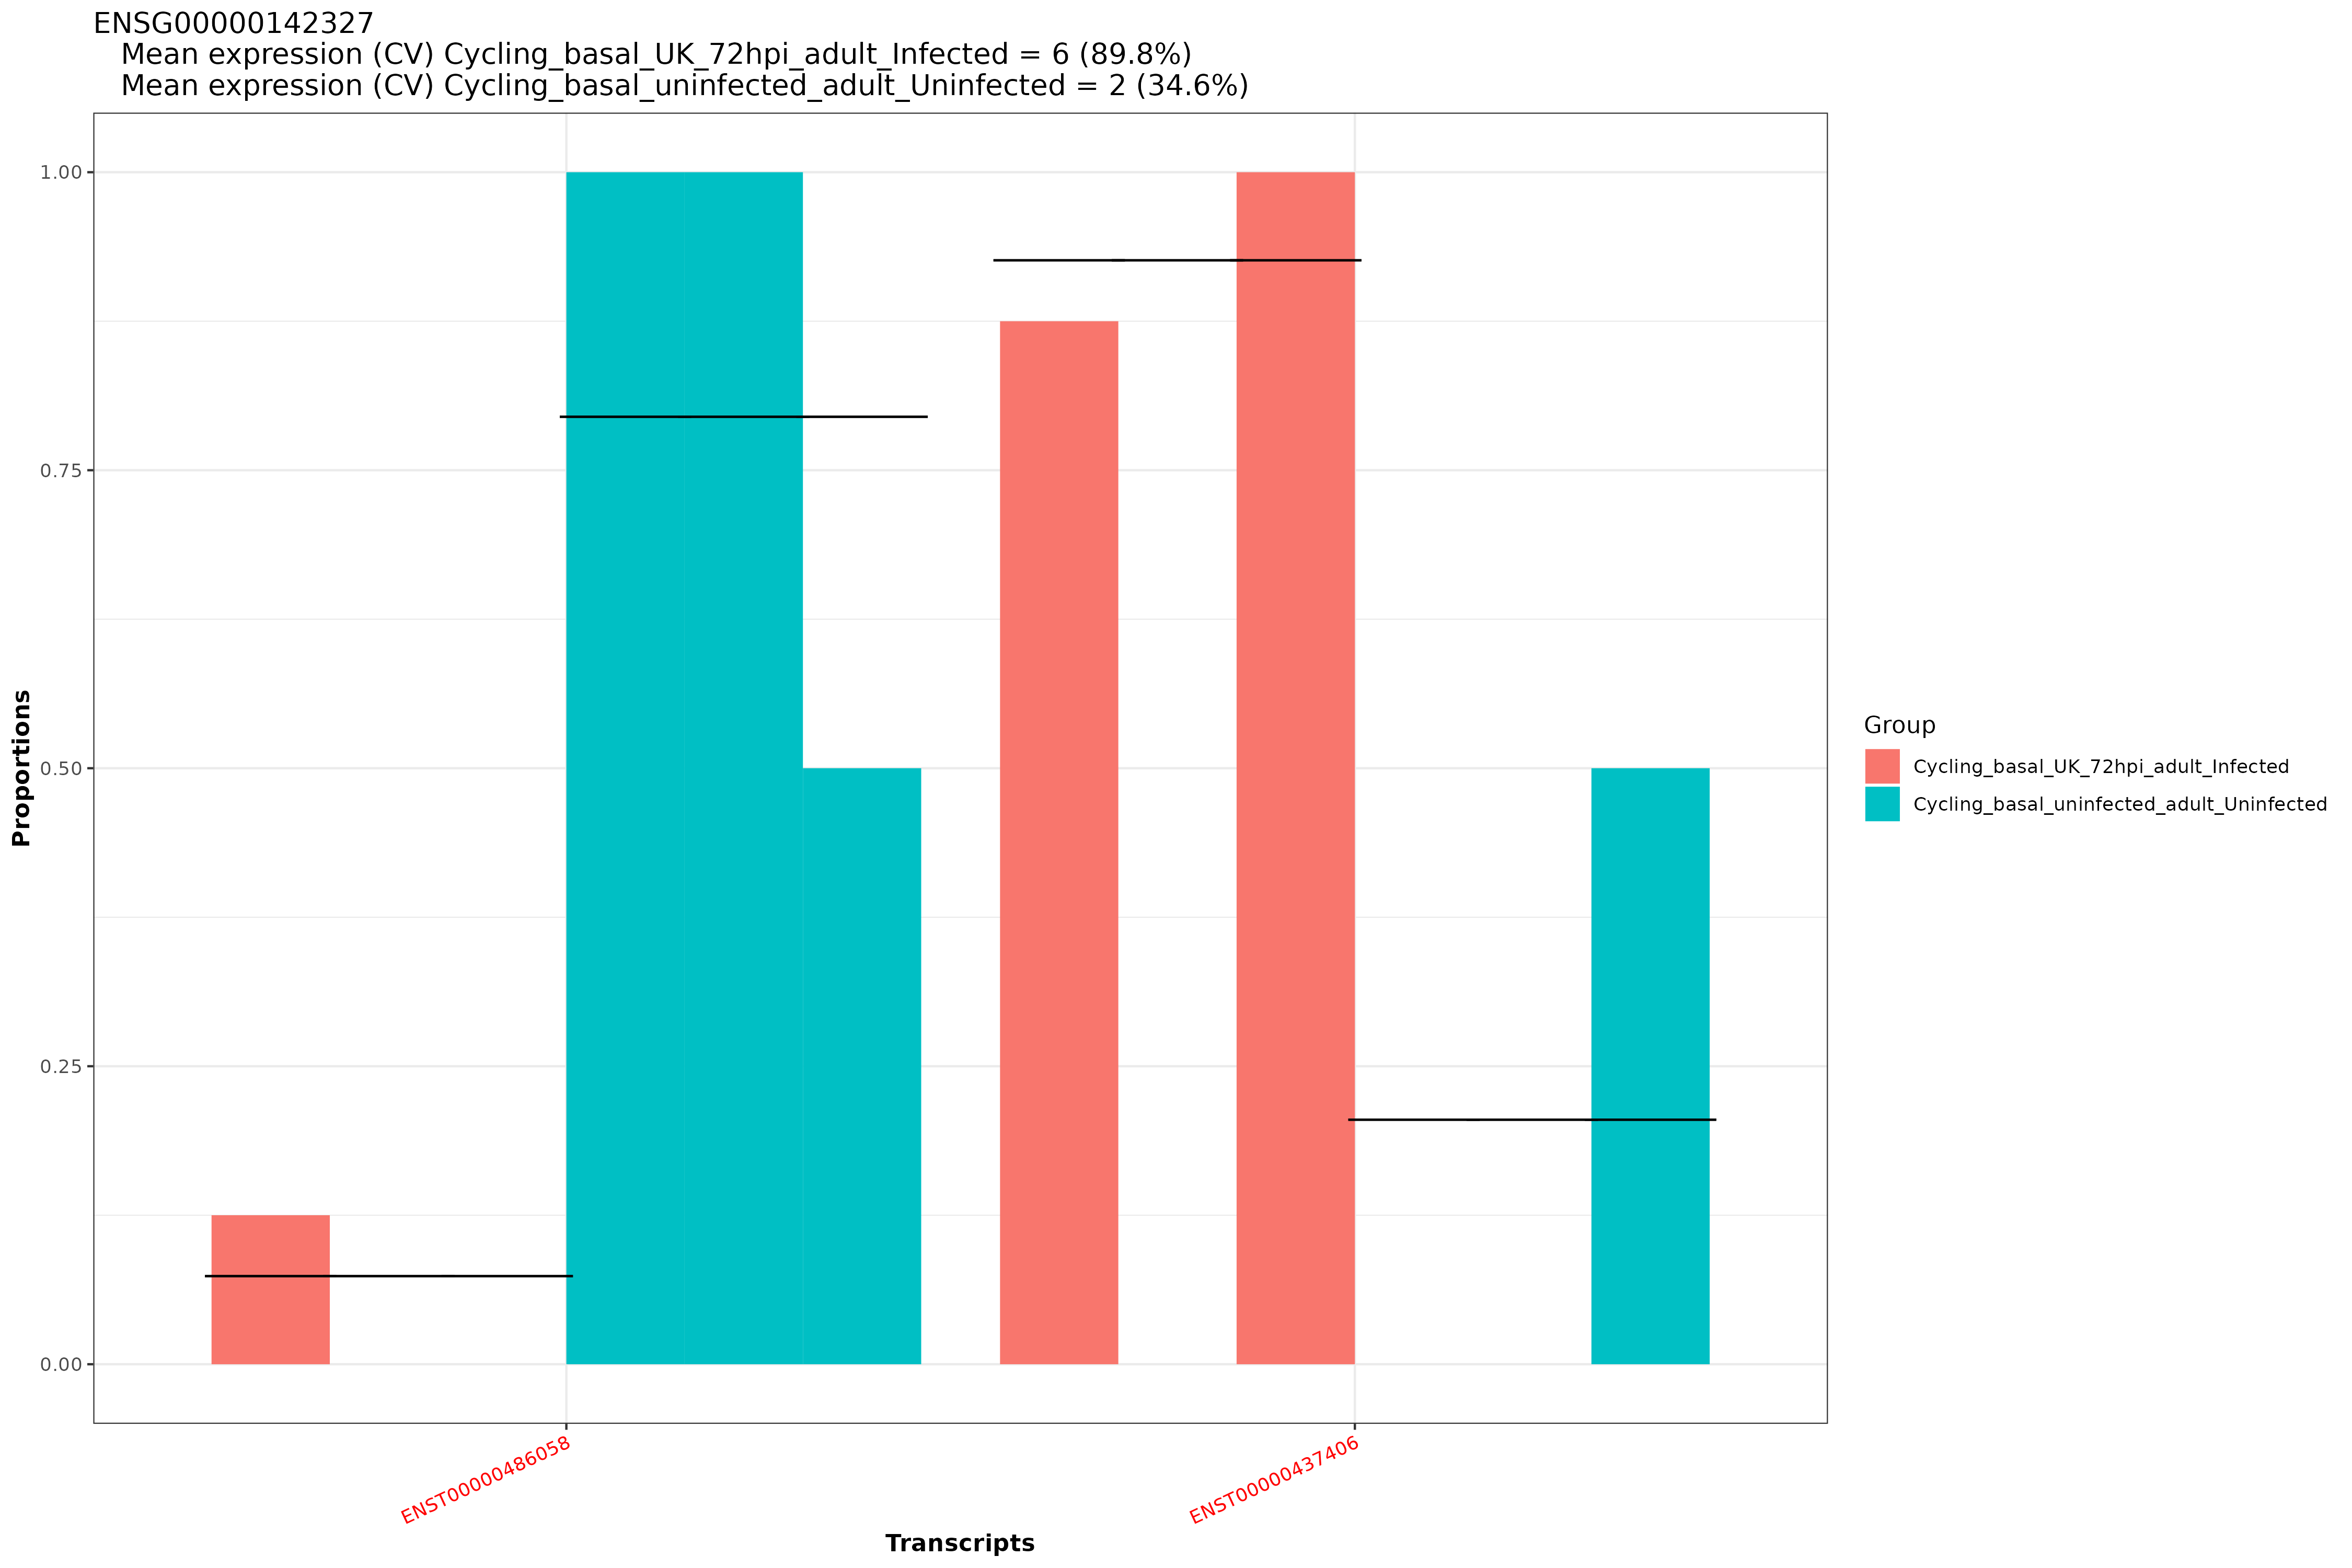 ENSG00000142327
Mean expression (CV) Cycling_basal_UK_72hpi_adult_Infected = 6 (89.8%)
Mean expression (CV) Cycling_basal_uninfected_adult_Uninfected = 2 (34.6%)
1.00
0.75
0.50
0.25
0.00
Proportions
ENST00000486058
ENST00000437406
Transcripts
Group
Cycling_basal_UK_72hpi_adult_Infected
Cycling_basal_uninfected_adult_Uninfected